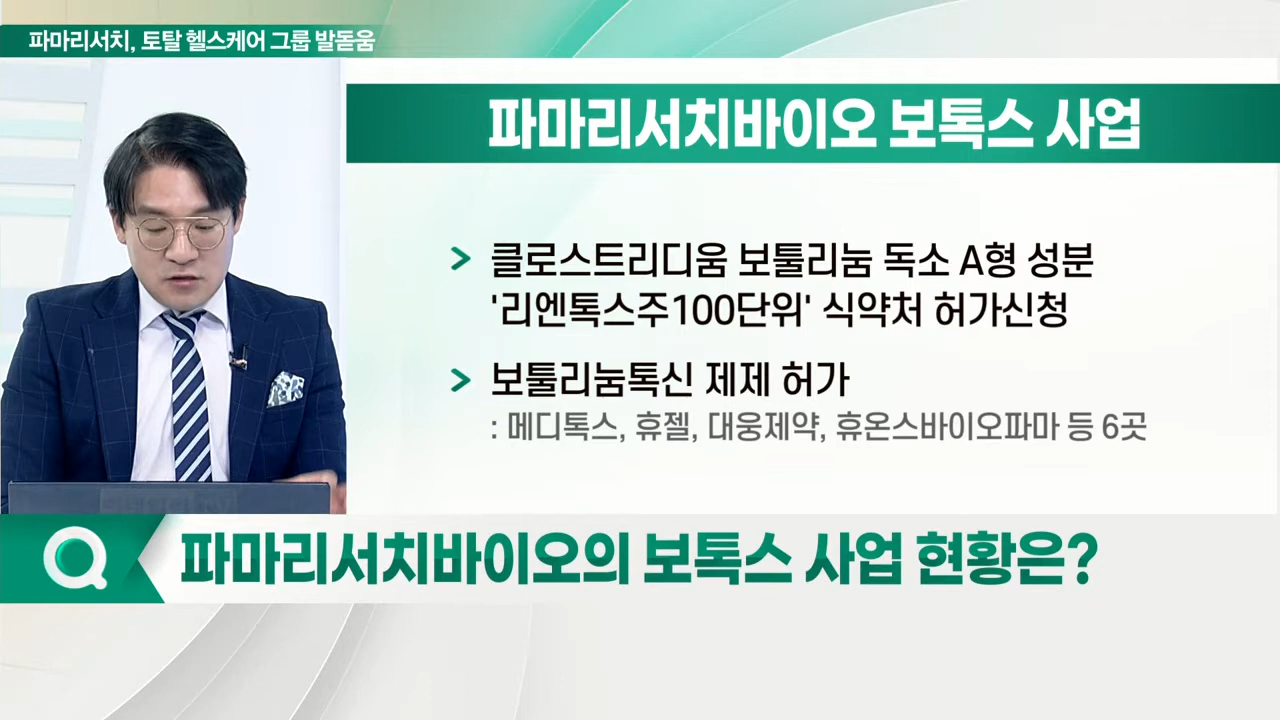 파마리서치, 토탈 헬스케어 그룹 발돋움
파마리서치바이오 보톡스 사업
> 클로스트리디움 보툴리눔 독소 A형 성분
'리엔톡스주100단위' 식약처 허가신청
> 보툴리눔톡신 제제 허가
: 메디톡스, 휴젤, 대웅제약, 휴온스바이오파마 등 6곳
Q 파마리서치바이오의 보톡스 사업 현황은?